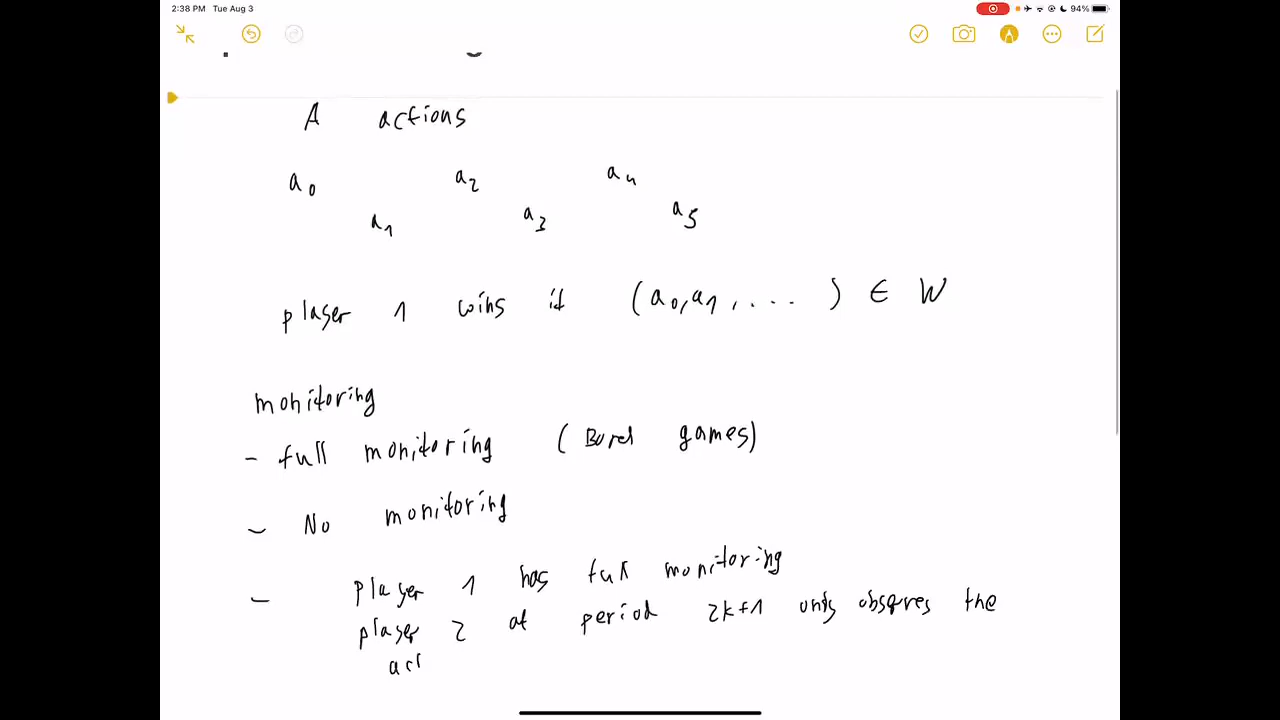 2:38 PM Tue Aug 3
94%
A actions
a0 a2 a4
a1 a3 a5
player 1 wins if (a0,a1, .... ) ∈ W
monitoring
- full monitoring (Borel games)
- No monitoring
- player 1 has full monitoring
player 2 at period 2k+1 only observes the
act